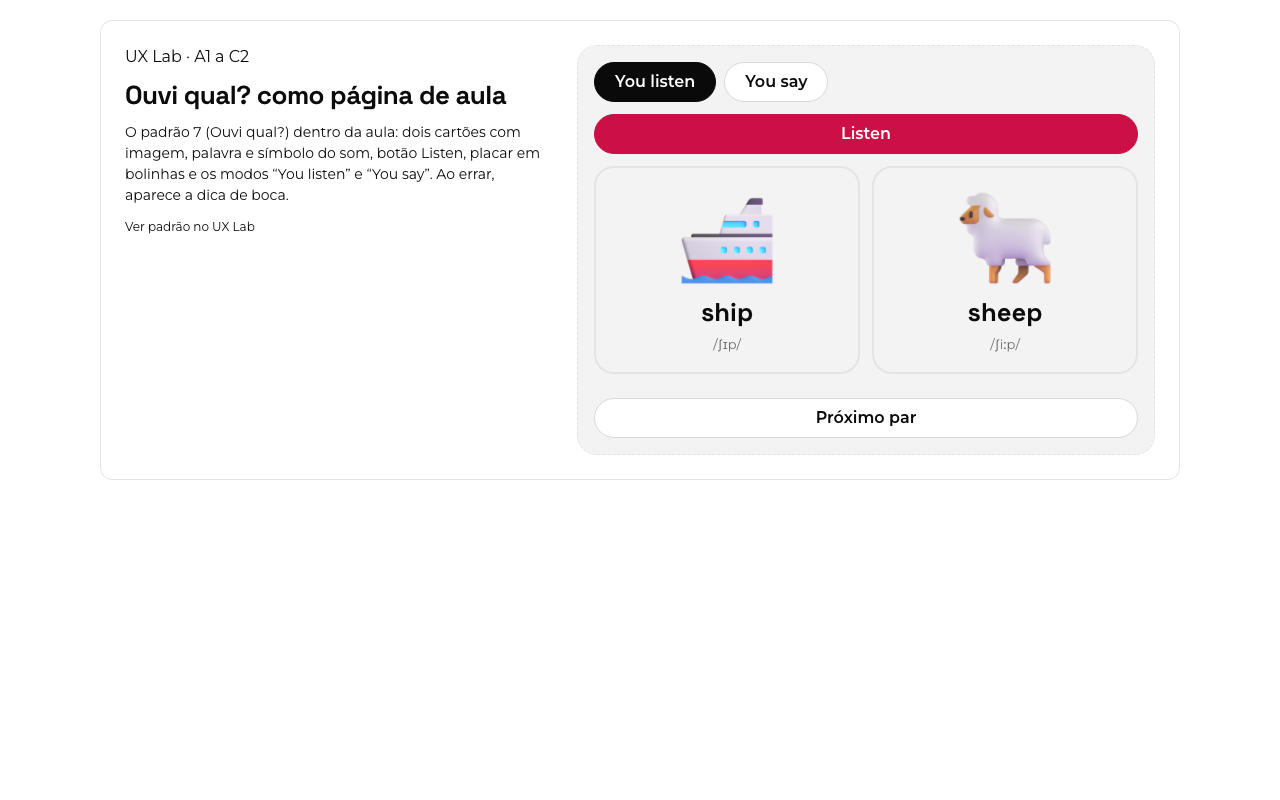 UX Lab · A1 a C2
Ouvi qual? como página de aula
O padrão 7 (Ouvi qual?) dentro da aula: dois cartões com
imagem, palavra e símbolo do som, botão Listen, placar em
bolinhas e os modos “You listen” e “You say”. Ao errar,
aparece a dica de boca.
Ver padrão no UX Lab
You listen
You say
Listen
ship
/ʃɪp/
sheep
/ʃiːp/
Próximo par